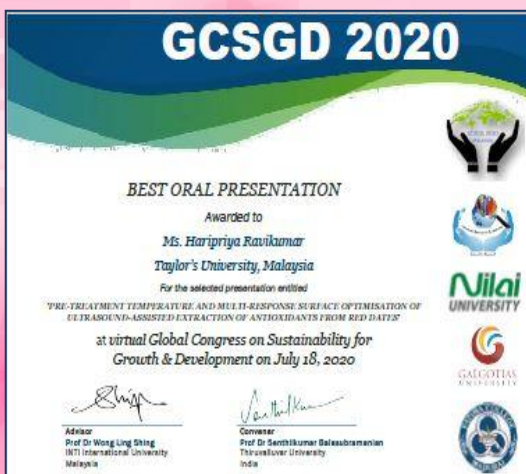 GCSGD 2020
BEST ORAL PRESENTATION
Awarded to
Ms. Haripriya Ravikumar
Taylor's University, Malaysia
For the selected presentation entitled
'PRE-TREATMENT TEMPERATURE AND MULTI-RESPONSE SURFACE OPTIMISATION OF
ULTRASOUND-ASSISTED EXTRACTION OF ANTIOXIDANTS FROM RED DATES'
at virtual Global Congress on Sustainability for
Growth & Development on July 18, 2020
Advisor
Prof Dr Wong Ling Shing
INTI International University
Malaysia
Convener
Prof Dr Senthilkumar Balasubramanian
Thiruvalluvar University
India
Nilai
UNIVERSITY
GALGOTIAS
UNIVERSITY